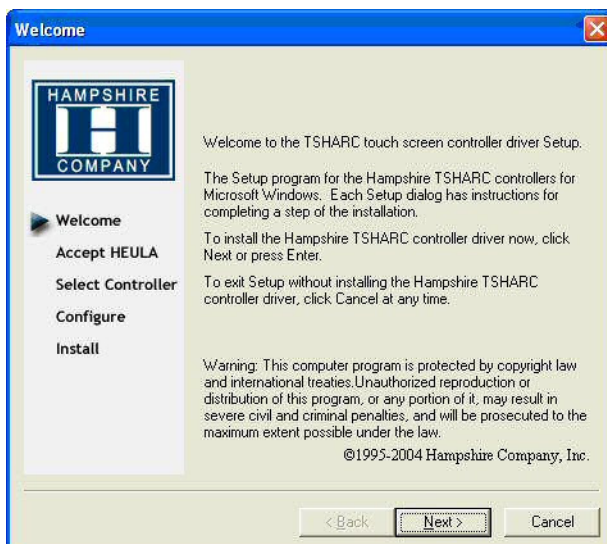 Welcome
HAMPSHIRE
H
COMPANY
Welcome
Accept HEULA
Select Controller
Configure
Install
Welcome to the TSHARC touch screen controller driver Setup.
The Setup program for the Hampshire TSHARC controllers for
Microsoft Windows. Each Setup dialog has instructions for
completing a step of the installation.
To install the Hampshire TSHARC controller driver now, click
Next or press Enter.
To exit Setup without installing the Hampshire TSHARC
controller driver, click Cancel at any time.
Warning: This computer program is protected by copyright law
and international treaties.Unauthorized reproduction or
distribution of this program, or any portion of it, may result in
severe civil and criminal penalties, and will be prosecuted to the
maximum extent possible under the law.
©1995-2004 Hampshire Company, Inc.
< Back
Next >
Cancel